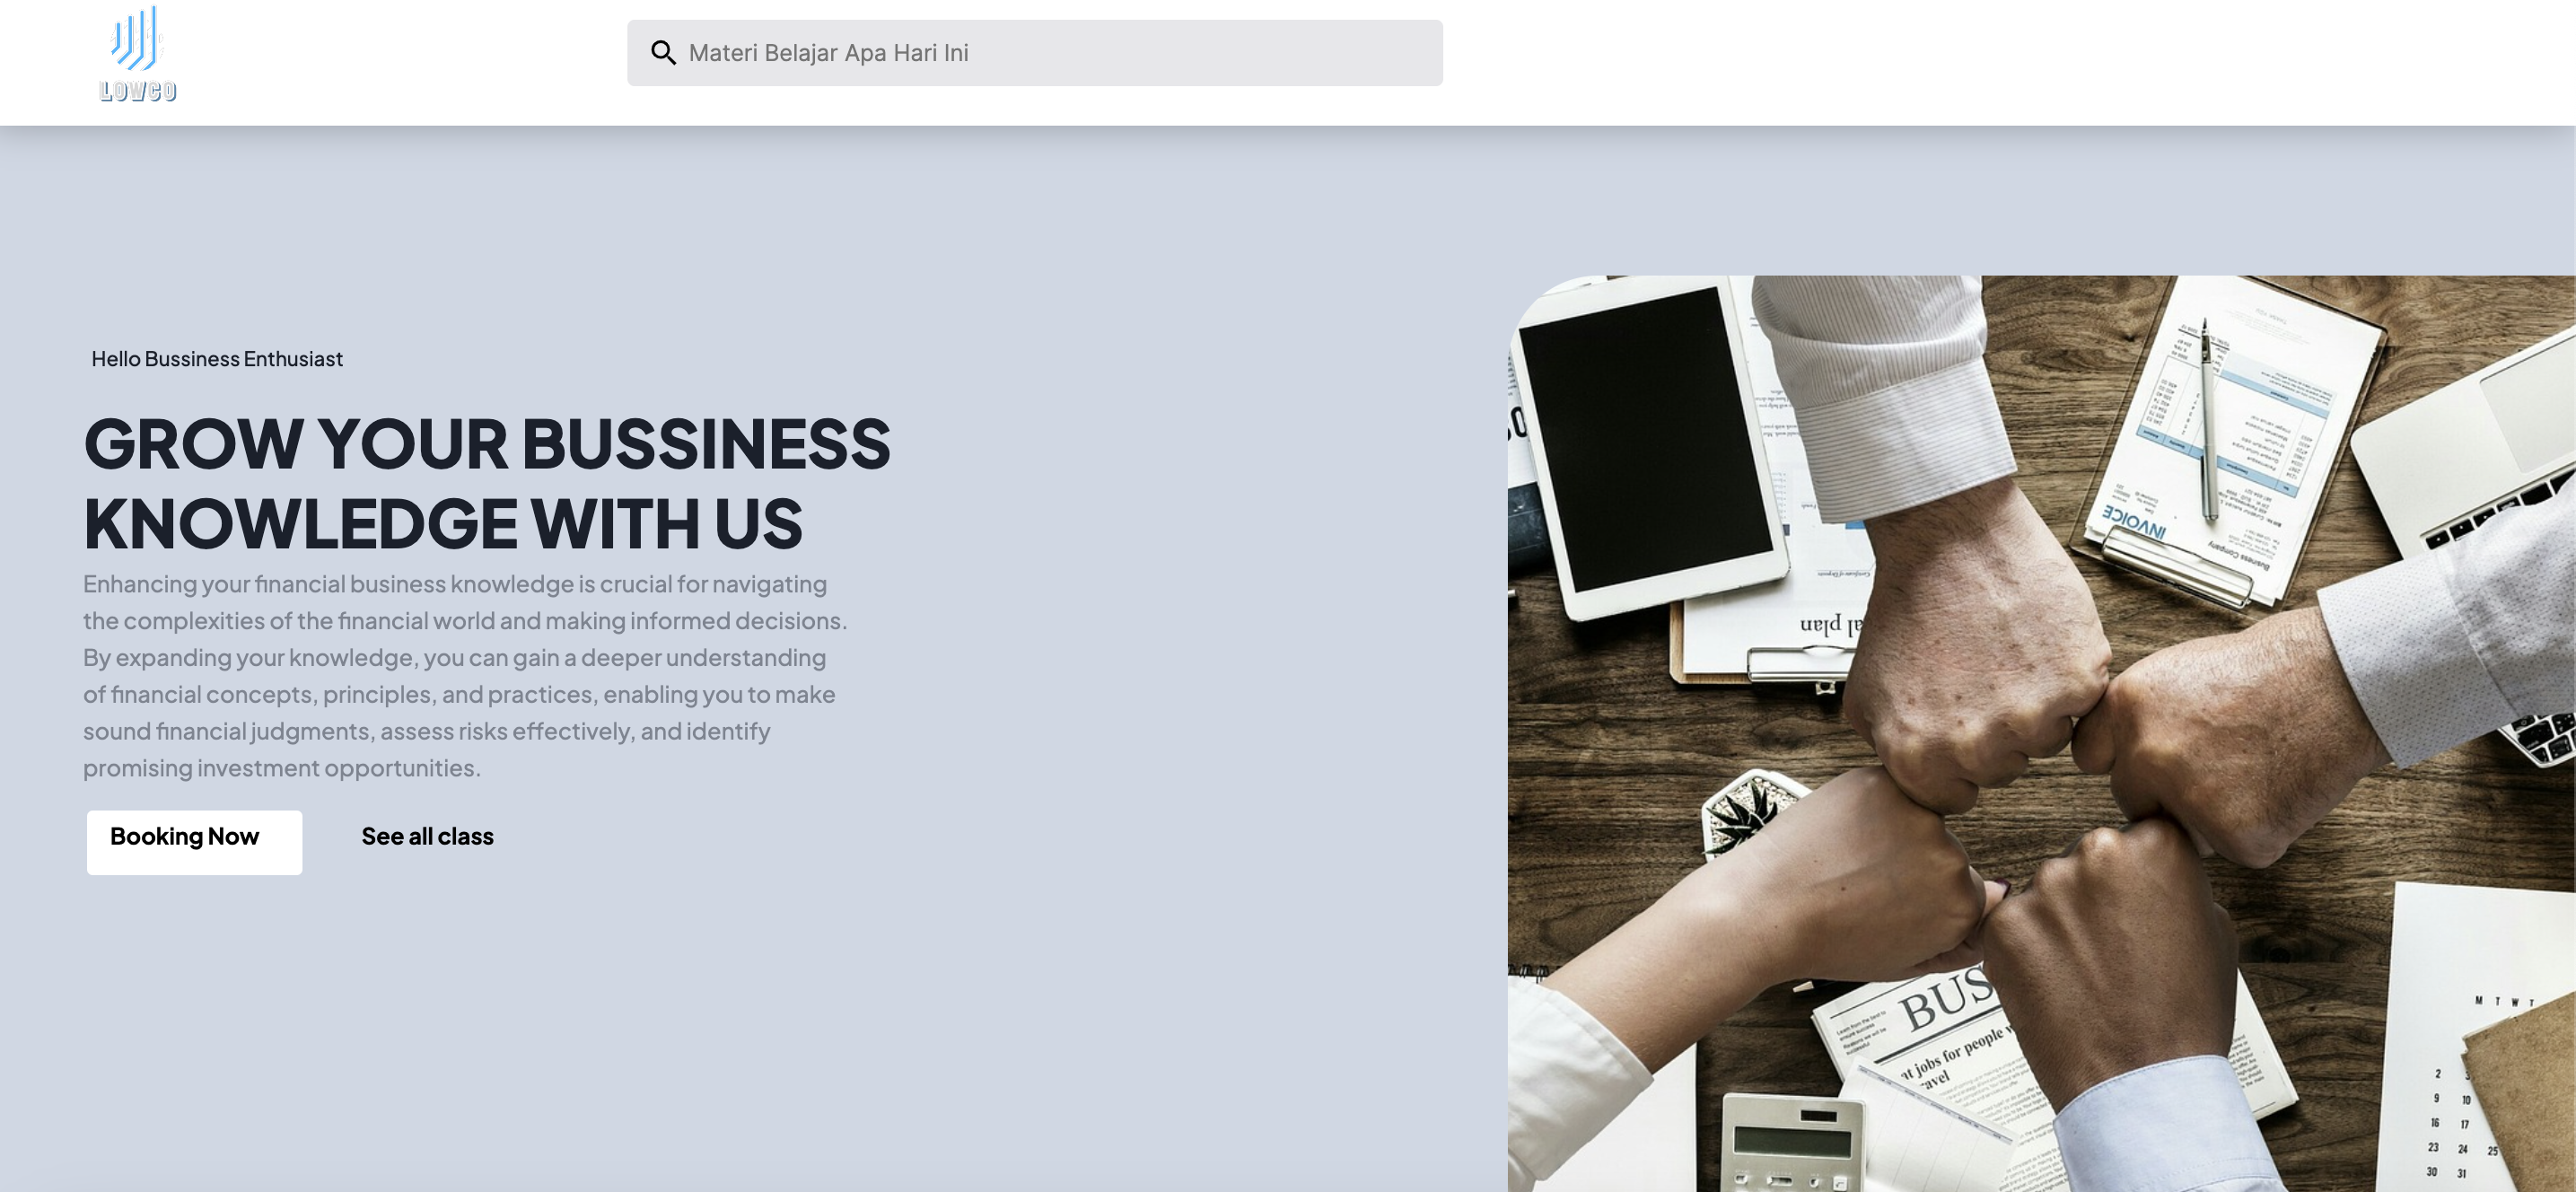 LOWCO
Materi Belajar Apa Hari Ini
Hello Bussiness Enthusiast
GROW YOUR BUSSINESS
KNOWLEDGE WITH US
Enhancing your financial business knowledge is crucial for navigating
the complexities of the financial world and making informed decisions.
By expanding your knowledge, you can gain a deeper understanding
of financial concepts, principles, and practices, enabling you to make
sound financial judgments, assess risks effectively, and identify
promising investment opportunities.
Booking Now
See all class
INVOICE
Business Company
al plan
BUS
at jobs for people
ravel
M T W T
2
9 10
16 17
23 24 25
30 31